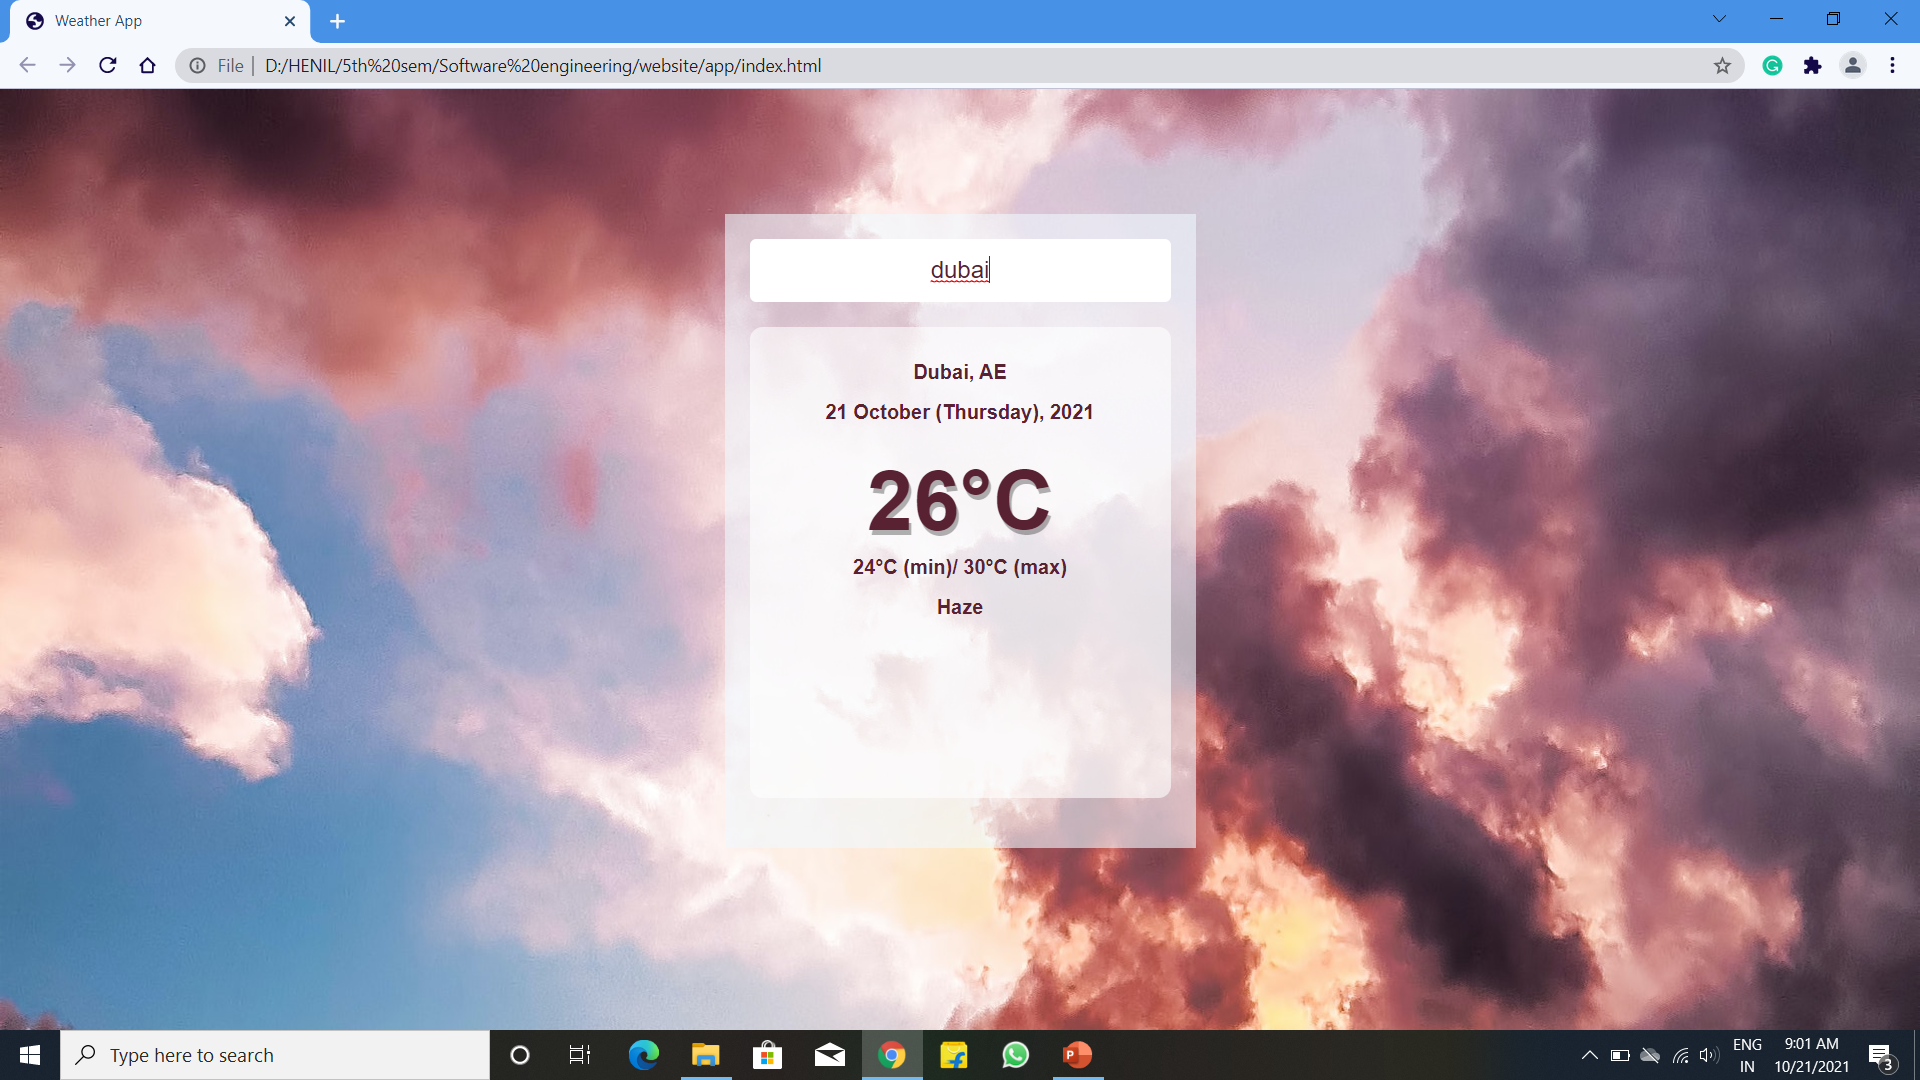 Weather App
File | D:/HENIL/5th%20sem/Software%20engineering/website/app/index.html
dubai
Dubai, AE
21 October (Thursday), 2021
26°C
24°C (min)/ 30°C (max)
Haze
Type here to search
P
ENG
IN
9:01 AM
10/21/2021
3